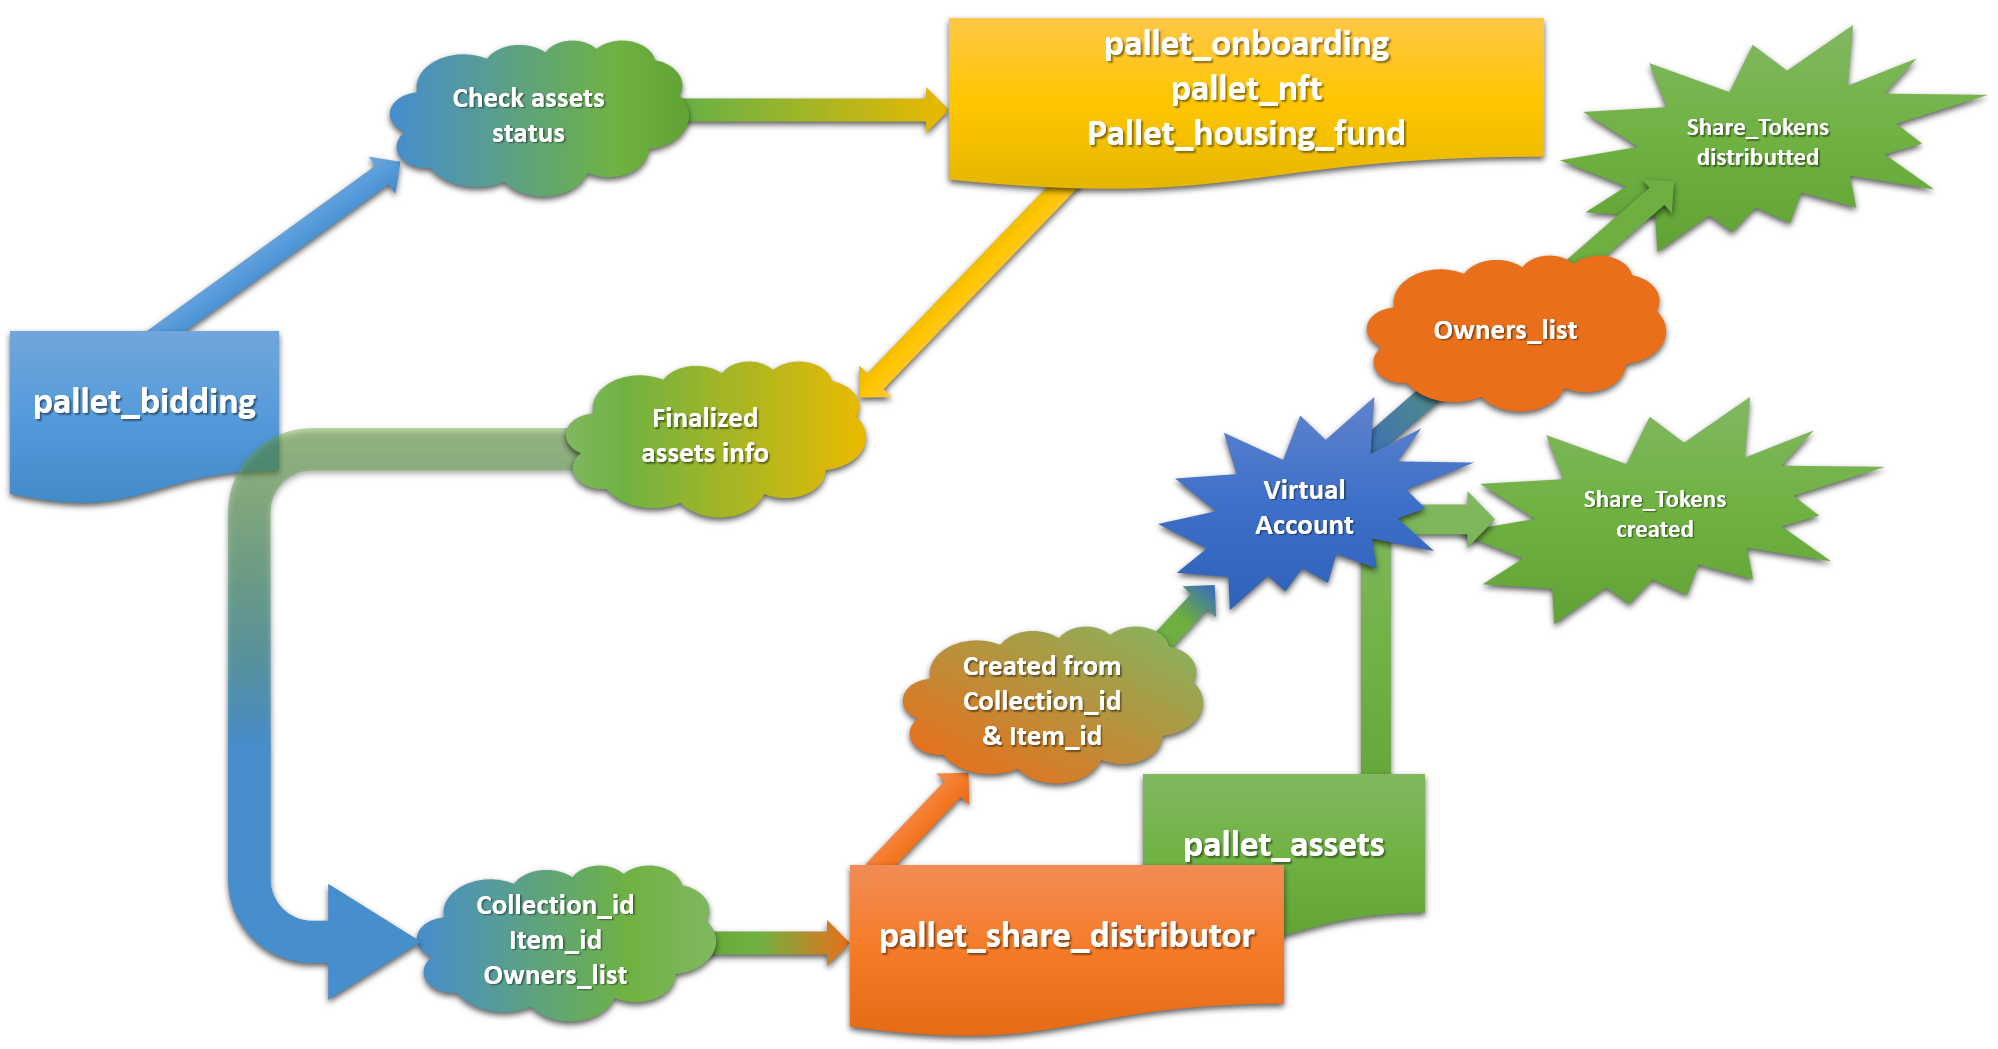 Check assets
status
pallet_onboarding
pallet_nft
Pallet_housing_fund
Share_Tokens
distributted
Owners_list
pallet_bidding
Finalized
assets info
Virtual
Account
Share_Tokens
created
Created from
Collection_id
& Item_id
pallet_assets
Collection_id
Item_id
Owners_list
pallet_share_distributor